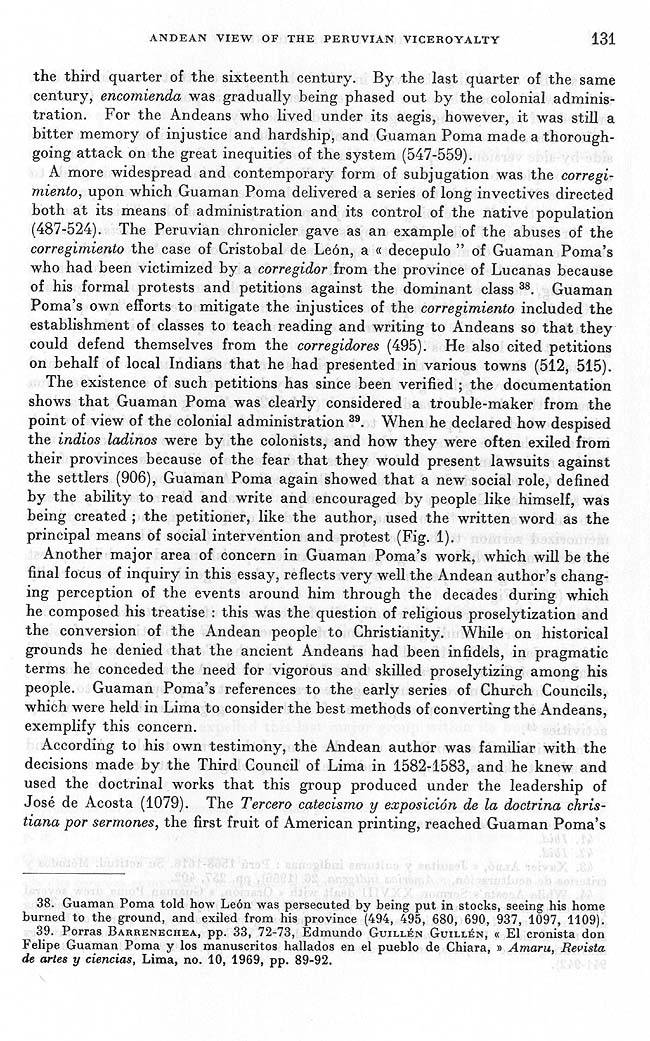 ANDEAN VIEW OF THE PERUVIAN VICEROYALTY 131
the third quarter of the sixteenth century. By the last quarter of the same
century, encomienda was gradually being phased out by the colonial adminis-
tration. For the Andeans who lived under its aegis, however, it was still a
bitter memory of injustice and hardship, and Guaman Poma made a thorough-
going attack on the great inequities of the system (547-559).
A more widespread and contemporary form of subjugation was the corregi-
miento, upon which Guaman Poma delivered a series of long invectives directed
both at its means of administration and its control of the native population
(487-524). The Peruvian chronicler gave as an example of the abuses of the
corregimiento the case of Cristobal de León, a « decepulo ” of Guaman Poma's
who had been victimized by a corregidor from the province of Lucanas because
of his formal protests and petitions against the dominant class 38. Guaman
Poma's own efforts to mitigate the injustices of the corregimiento included the
establishment of classes to teach reading and writing to Andeans so that they
could defend themselves from the corregidores (495). He also cited petitions
on behalf of local Indians that he had presented in various towns (512, 515).
The existence of such petitions has since been verified ; the documentation
shows that Guaman Poma was clearly considered a trouble-maker from the
point of view of the colonial administration 39. When he declared how despised
the indios ladinos were by the colonists, and how they were often exiled from
their provinces because of the fear that they would present lawsuits against
the settlers (906), Guaman Poma again showed that a new social role, defined
by the ability to read and write and encouraged by people like himself, was
being created ; the petitioner, like the author, used the written word as the
principal means of social intervention and protest (Fig. 1).
Another major area of concern in Guaman Poma's work, which will be the
final focus of inquiry in this essay, reflects very well the Andean author's chang-
ing perception of the events around him through the decades during which
he composed his treatise : this was the question of religious proselytization and
the conversion of the Andean people to Christianity. While on historical
grounds he denied that the ancient Andeans had been infidels, in pragmatic
terms he conceded the need for vigorous and skilled proselytizing among his
people. Guaman Poma's references to the early series of Church Councils,
which were held in Lima to consider the best methods of converting the Andeans,
exemplify this concern.
According to his own testimony, the Andean author was familiar with the
decisions made by the Third Council of Lima in 1582-1583, and he knew and
used the doctrinal works that this group produced under the leadership of
José de Acosta (1079). The Tercero catecismo y exposición de la doctrina chris-
tiana por sermones, the first fruit of American printing, reached Guaman Poma's
38. Guaman Poma told how León was persecuted by being put in stocks, seeing his home
burned to the ground, and exiled from his province (494, 495, 680, 690, 937, 1097, 1109).
39. Porras BARRENECHEA, pp. 33, 72-73, Edmundo GUILLÉN GUILLÉN, « El cronista don
Felipe Guaman Poma y los manuscritos hallados en el pueblo de Chiara, » Amaru, Revista
de artes y ciencias, Lima, no. 10, 1969, pp. 89-92.